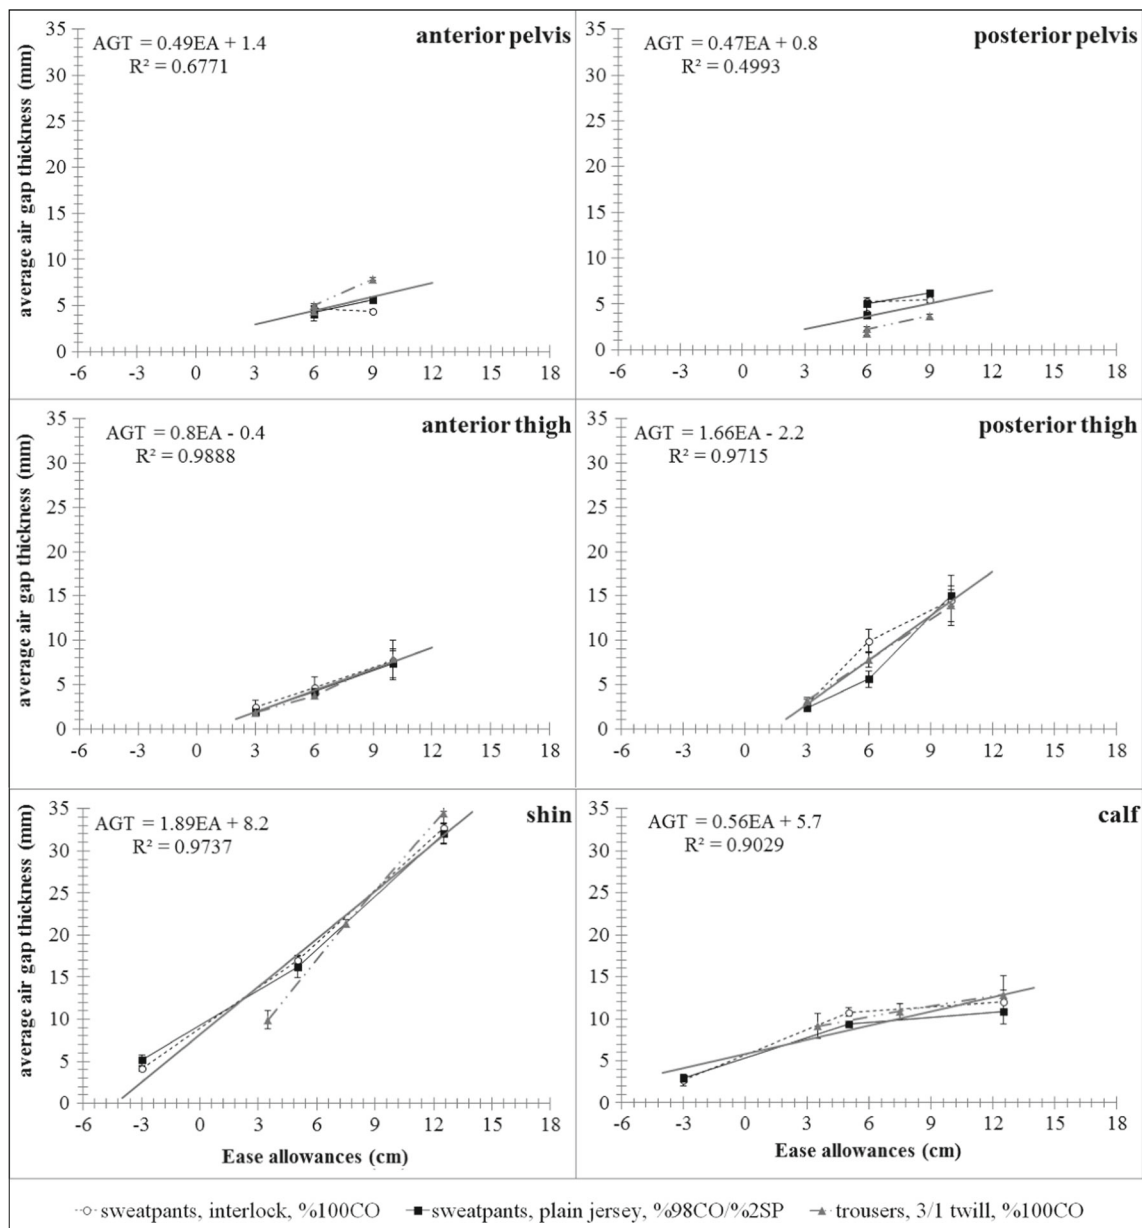 anterior pelvis
AGT = 0.49EA + 1.4
R² = 0.6771
average air gap thickness (mm)
35
30
25
20
15
10
5
0
-6 -3 0 3 6 9 12 15 18
posterior pelvis
AGT = 0.47EA + 0.8
R² = 0.4993
35
30
25
20
15
10
5
0
-6 -3 0 3 6 9 12 15 18
anterior thigh
AGT = 0.8EA - 0.4
R² = 0.9888
average air gap thickness (mm)
35
30
25
20
15
10
5
0
-6 -3 0 3 6 9 12 15 18
posterior thigh
AGT = 1.66EA - 2.2
R² = 0.9715
35
30
25
20
15
10
5
0
-6 -3 0 3 6 9 12 15 18
shin
AGT = 1.89EA + 8.2
R² = 0.9737
average air gap thickness (mm)
35
30
25
20
15
10
5
0
-6 -3 0 3 6 9 12 15 18
Ease allowances (cm)
calf
AGT = 0.56EA + 5.7
R² = 0.9029
35
30
25
20
15
10
5
0
-6 -3 0 3 6 9 12 15 18
Ease allowances (cm)
sweatpants, interlock, %100CO sweatpants, plain jersey, %98CO/%2SP trousers, 3/1 twill, %100CO